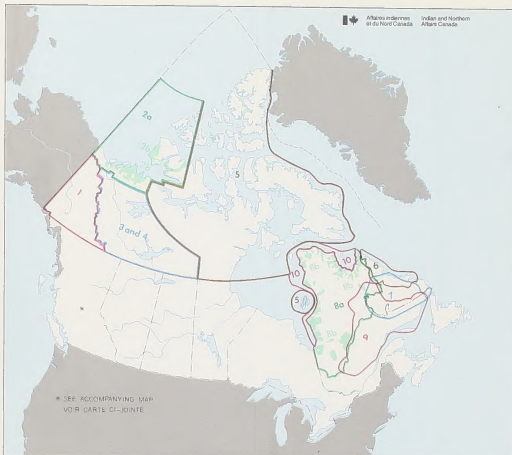 Affaires indiennes
et du Nord Canada
Indian and Northern
Affairs Canada
2a
5
1
3 and 4
10
10
6
5
8a
7
9
* SEE ACCOMPANYING MAP
VOIR CARTE CI-JOINTE